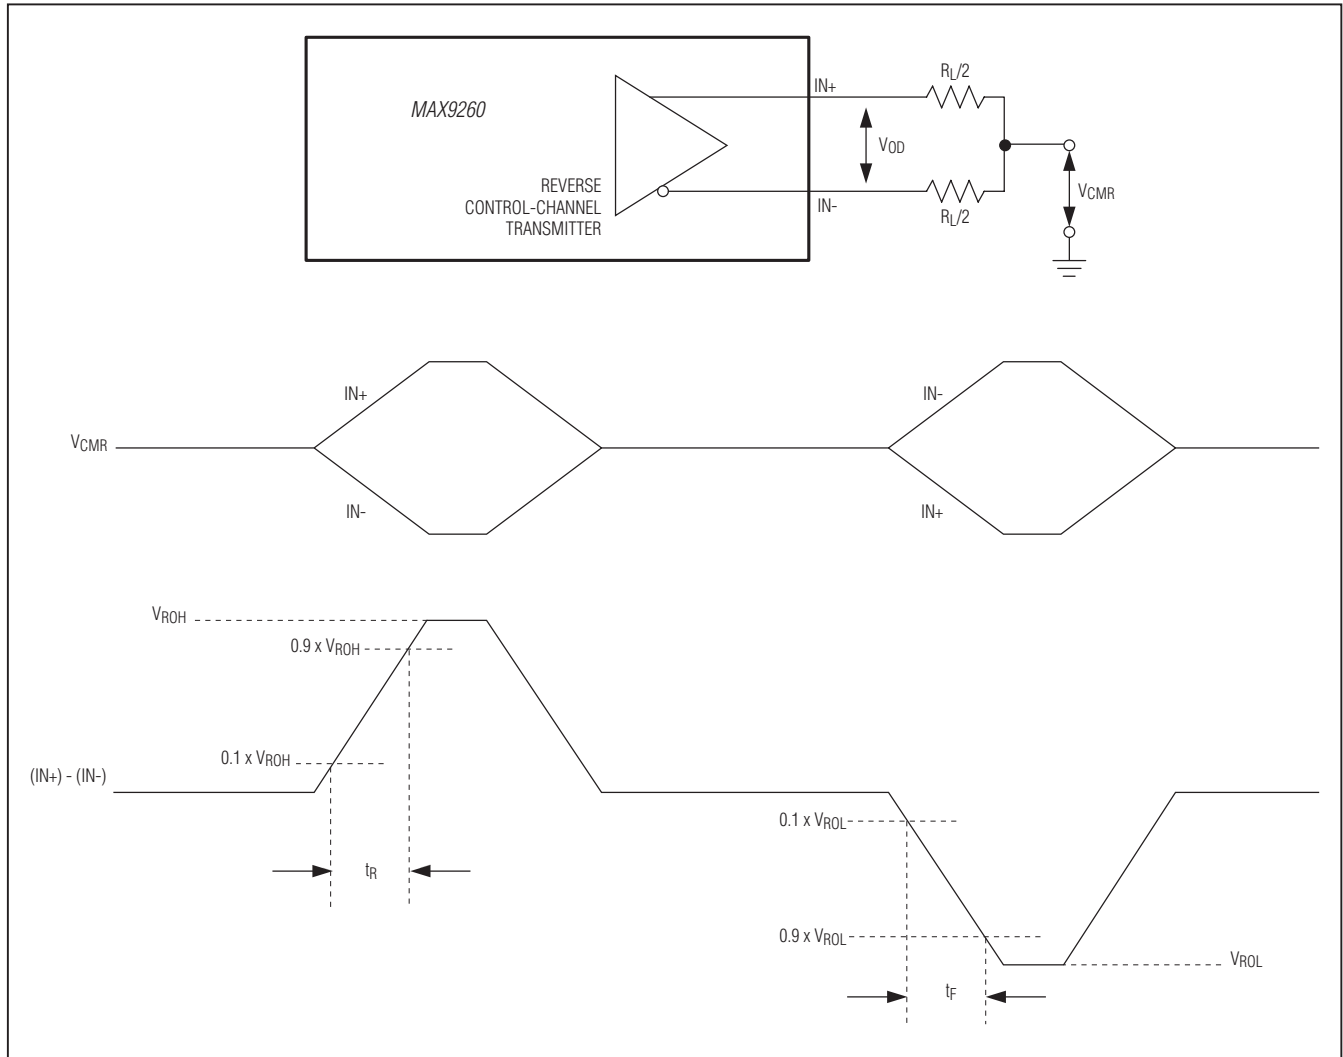 MAX9260
REVERSE
CONTROL-CHANNEL
TRANSMITTER
IN+
IN-
VOD
RL/2
RL/2
VCMR
VCMR
IN+
IN-
IN-
IN+
VROH
0.9 x VROH
0.1 x VROH
(IN+) - (IN-)
tR
0.1 x VROL
0.9 x VROL
VROL
tF